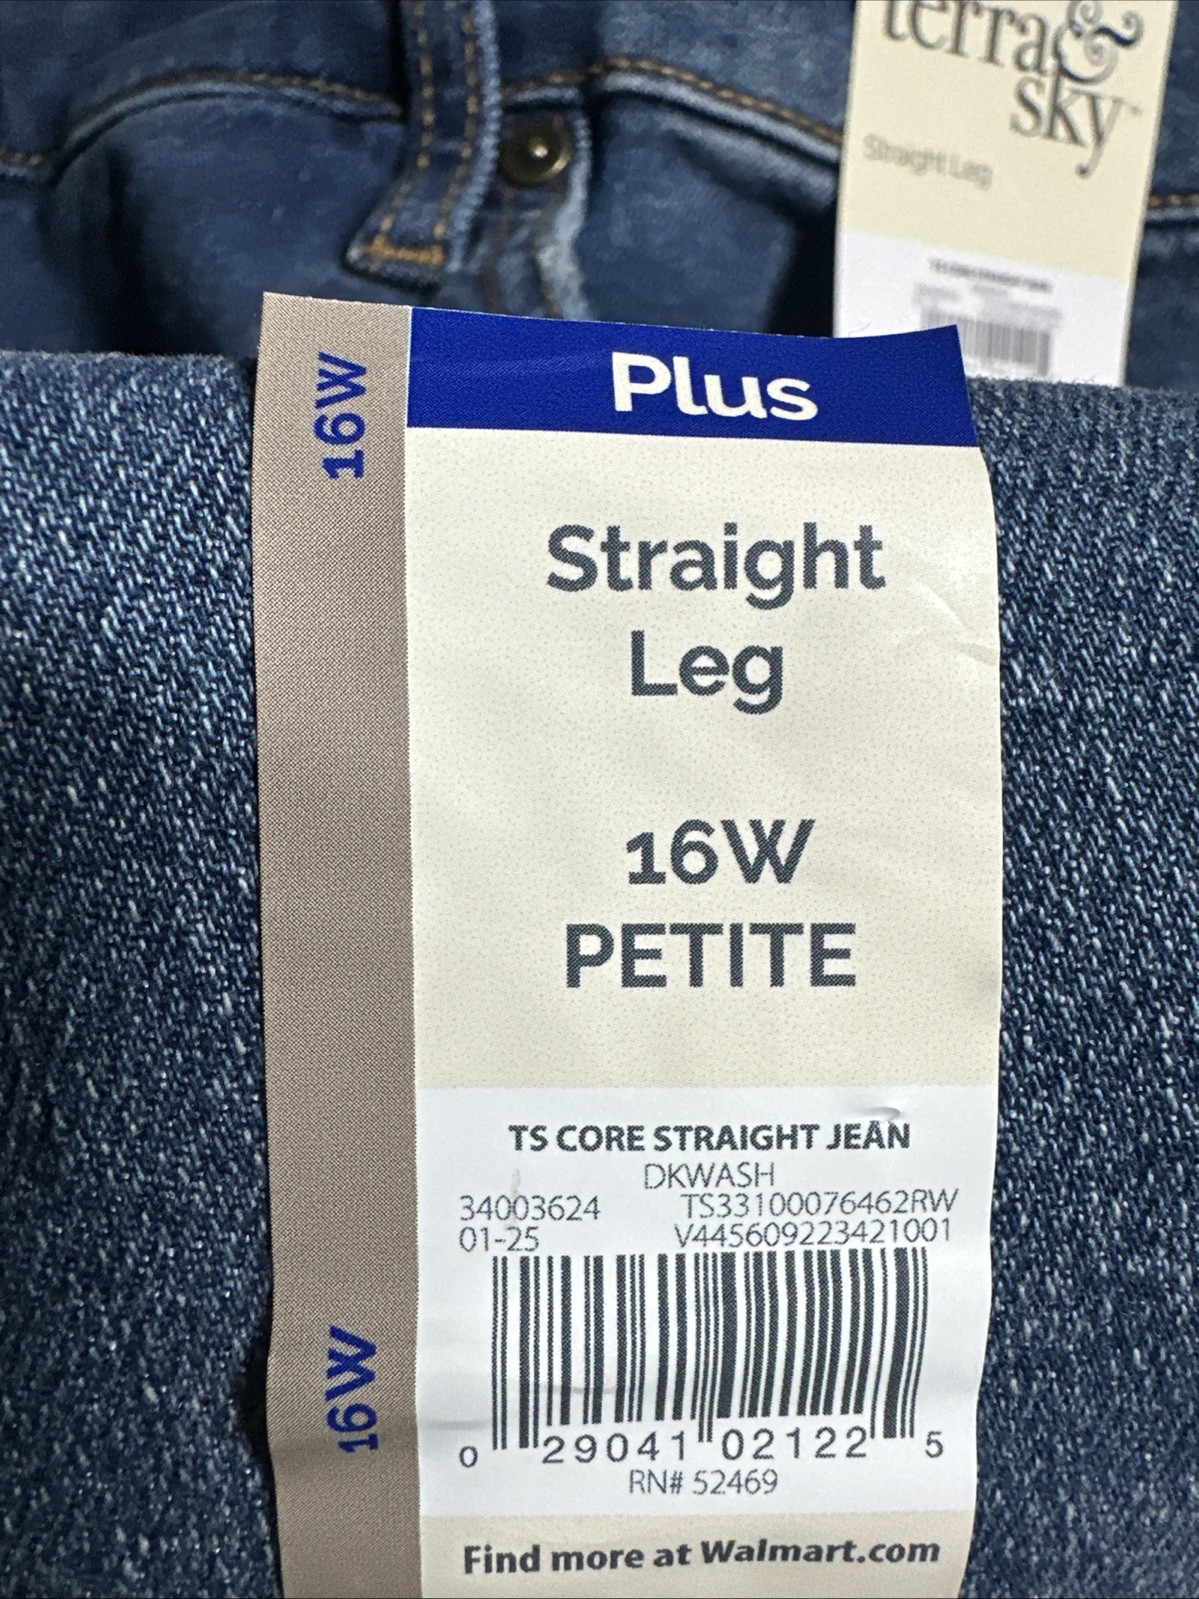 terra &
sky™
Straight Leg
16W
Plus
Straight
Leg
16W
PETITE
TS CORE STRAIGHT JEAN
DKWASH
34003624 TS33100076462RW
01-25 V445609223421001
0 29041 02122 5
RN# 52469
16W
Find more at Walmart.com